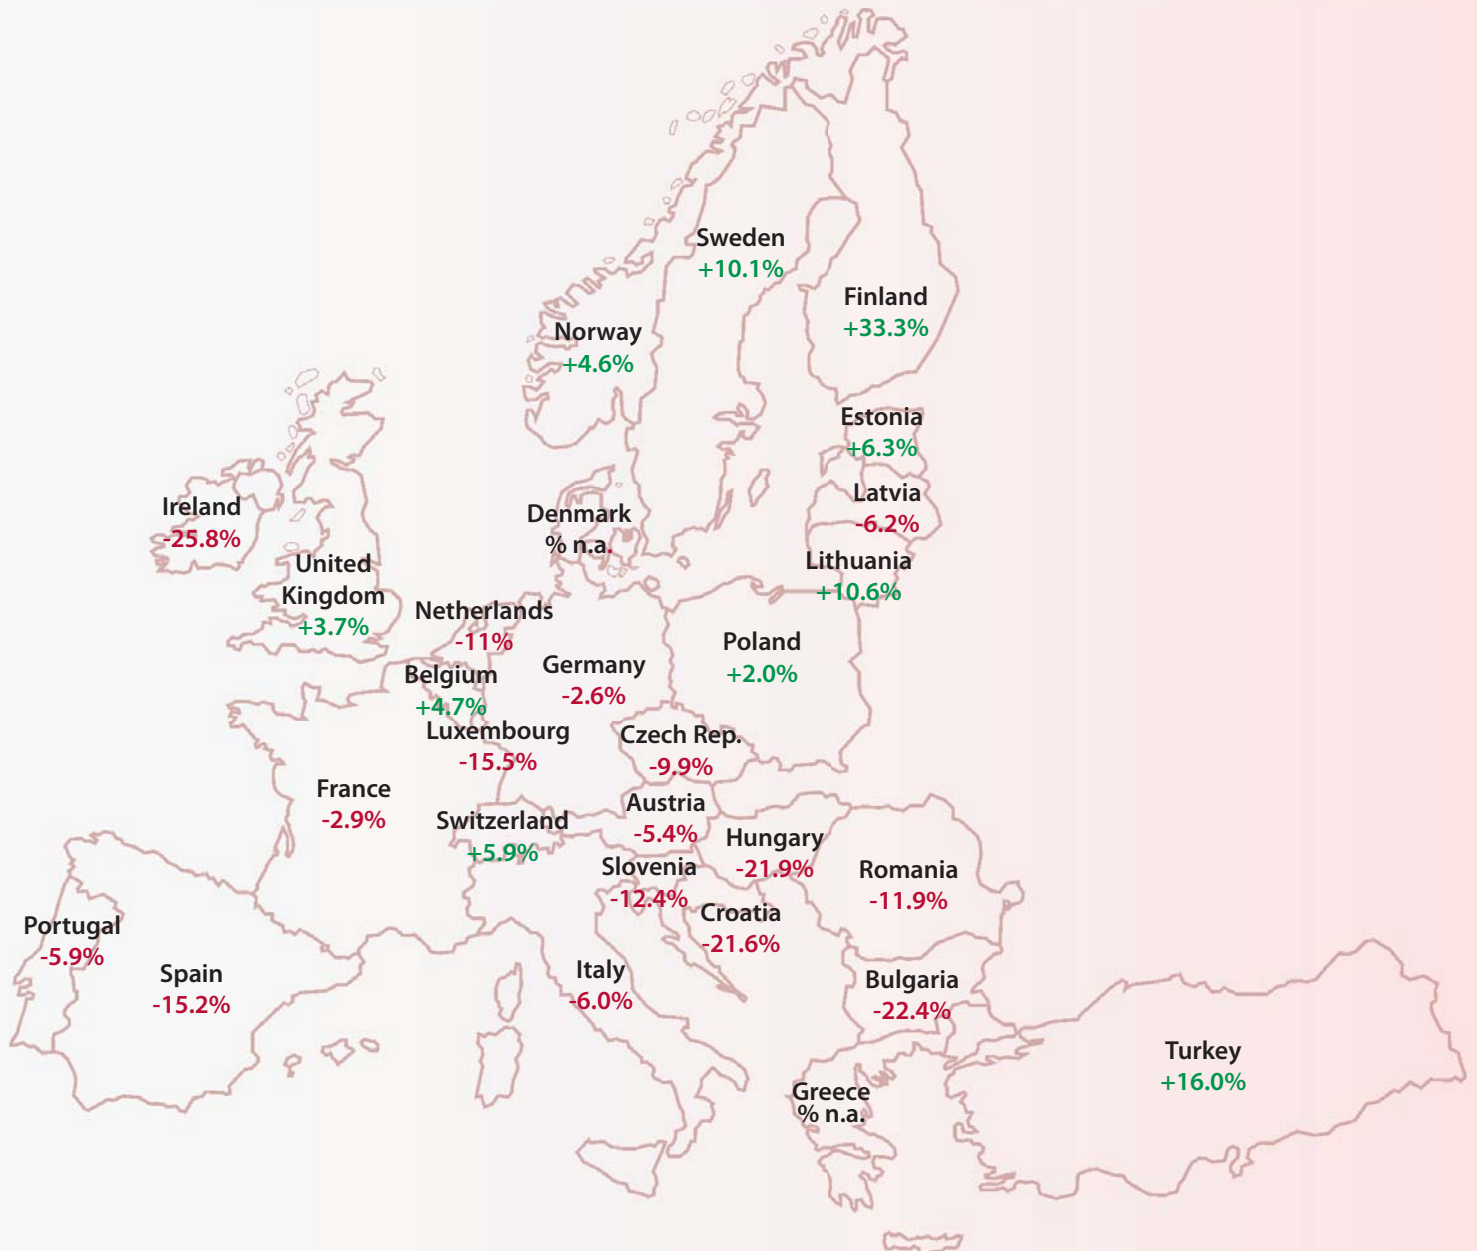 Sweden
+10.1%
Finland
+33.3%
Norway
+4.6%
Estonia
+6.3%
Latvia
-6.2%
Lithuania
+10.6%
Ireland
-25.8%
Denmark
% n.a.
United
Kingdom
+3.7%
Netherlands
-11%
Germany
-2.6%
Poland
+2.0%
Belgium
+4.7%
Luxembourg
-15.5%
Czech Rep.
-9.9%
France
-2.9%
Austria
-5.4%
Switzerland
+5.9%
Hungary
-21.9%
Slovenia
-12.4%
Romania
-11.9%
Croatia
-21.6%
Portugal
-5.9%
Spain
-15.2%
Italy
-6.0%
Bulgaria
-22.4%
Turkey
+16.0%
Greece
% n.a.